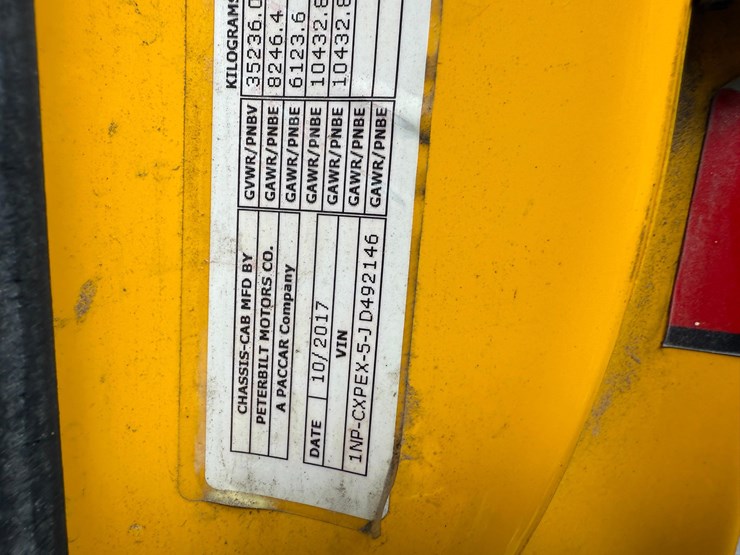 CHASSIS-CAB MFD BY
PETERBILT MOTORS CO.
A PACCAR Company
DATE 10/2017
VIN
1NP-CXPEX-5-JD492146
KILOGRAMS
GVWR/PNBV 35236.0
GAWR/PNBE 8246.4
GAWR/PNBE 6123.6
GAWR/PNBE 10432.8
GAWR/PNBE 10432.8
GAWR/PNBE
GAWR/PNBE